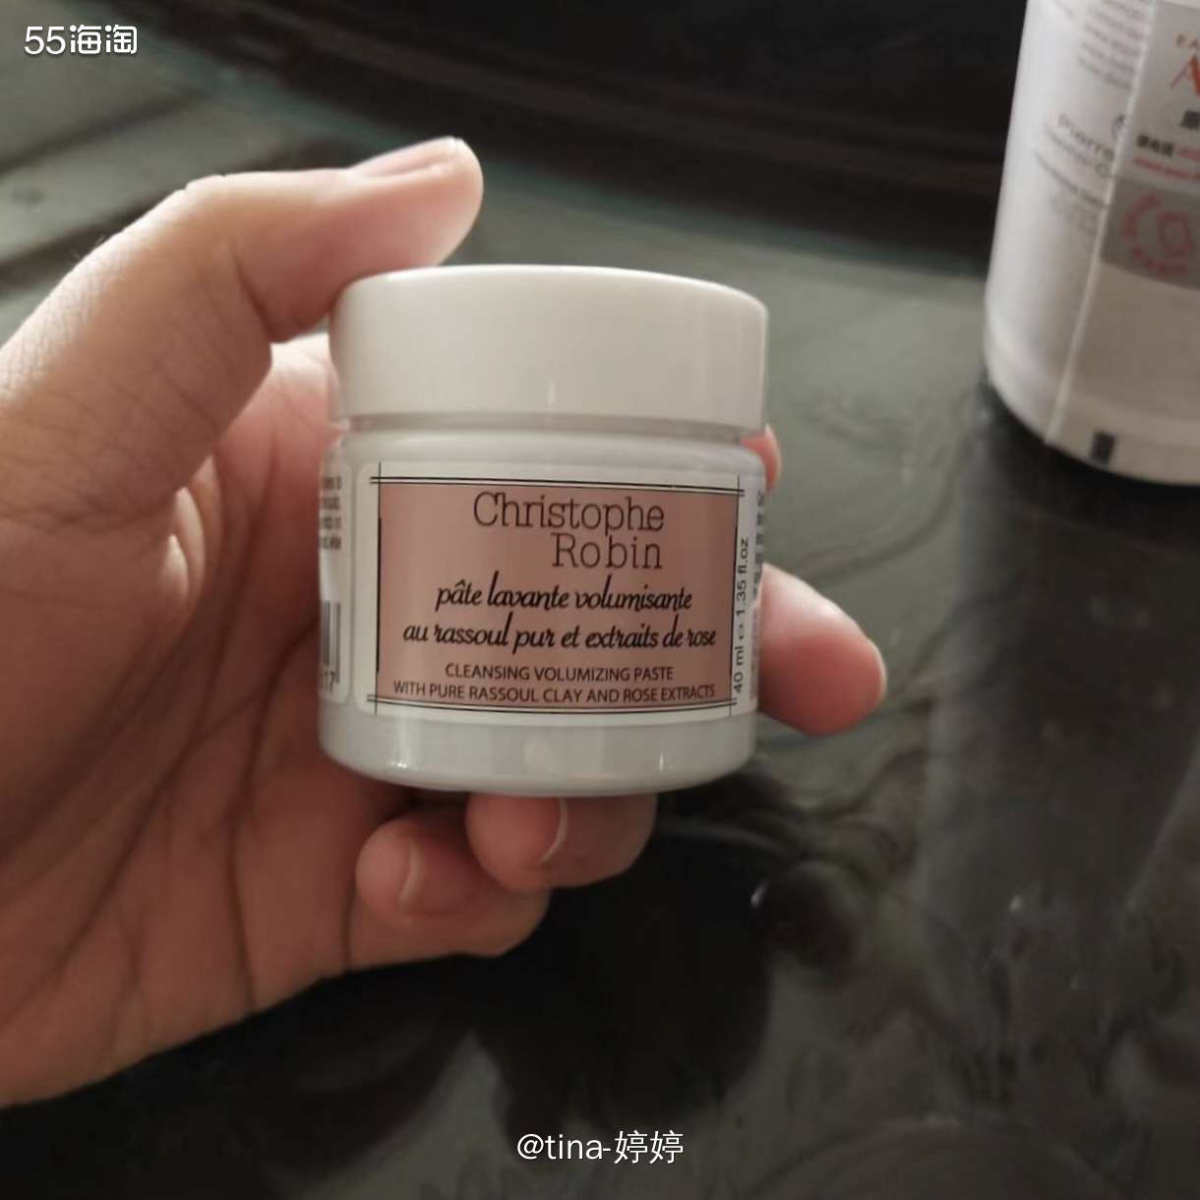 55海淘
Christophe
Robin
pâte lavante volumisante
au rassoul pur et extraits de rose
CLEANSING VOLUMIZING PASTE
WITH PURE RASSOUL CLAY AND ROSE EXTRACTS
40 ml e 1.35 fl.oz
Pierre
@tina-婷婷